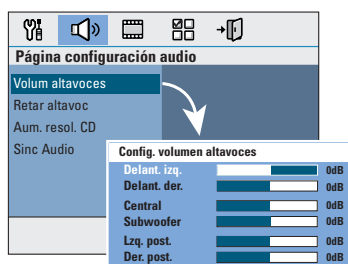 Página configuración audio
Volum altavoces
Retar altavoc
Aum. resol. CD
Sinc Audio
Config. volumen altavoces
Delant. izq. 0dB
Delant. der. 0dB
Central 0dB
Subwoofer 0dB
Lzq. post. 0dB
Der. post. 0dB